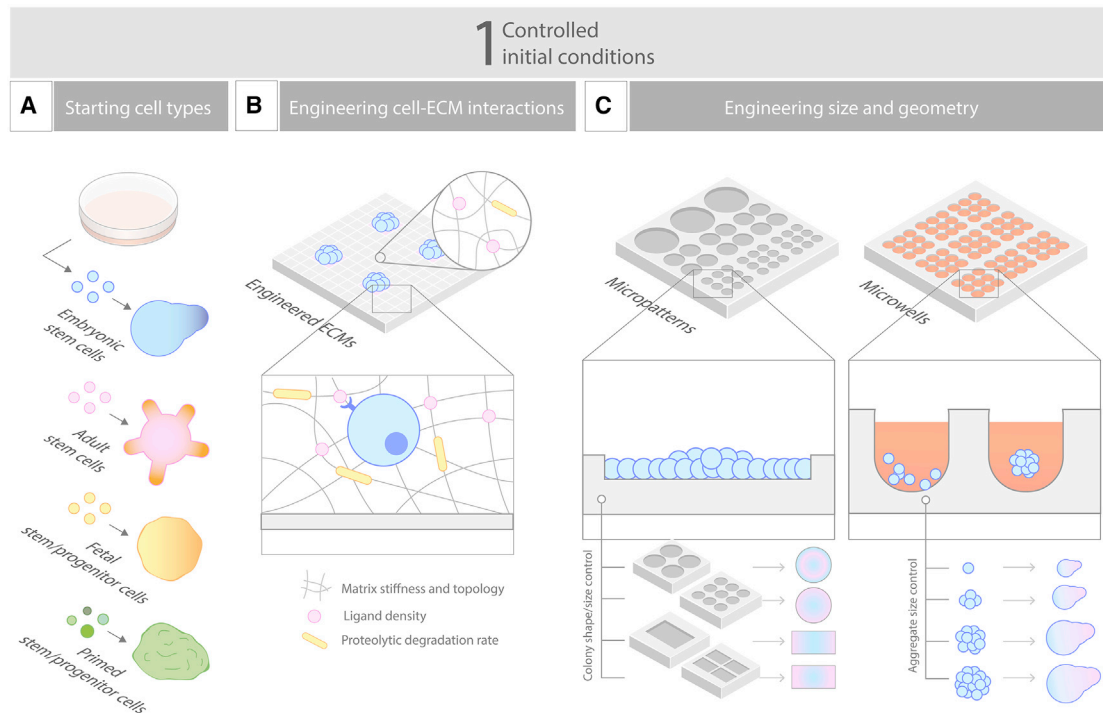 1 Controlled
initial conditions
A Starting cell types
B Engineering cell-ECM interactions
C Engineering size and geometry
Embryonic
stem cells
Adult
stem cells
Fetal
stem/progenitor cells
Primed
stem/progenitor cells
Engineered ECMs
Matrix stiffness and topology
Ligand density
Proteolytic degradation rate
Micropatterns
Microwells
Colony shape/size control
Aggregate size control